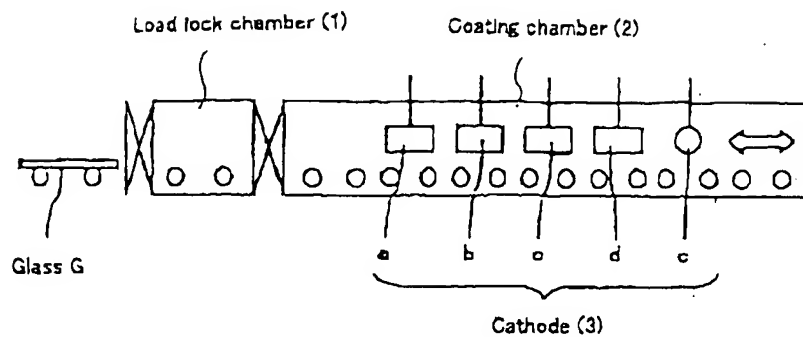 Load lock chamber (1)
Coating chamber (2)
a b c d e
Glass G
Cathode (3)